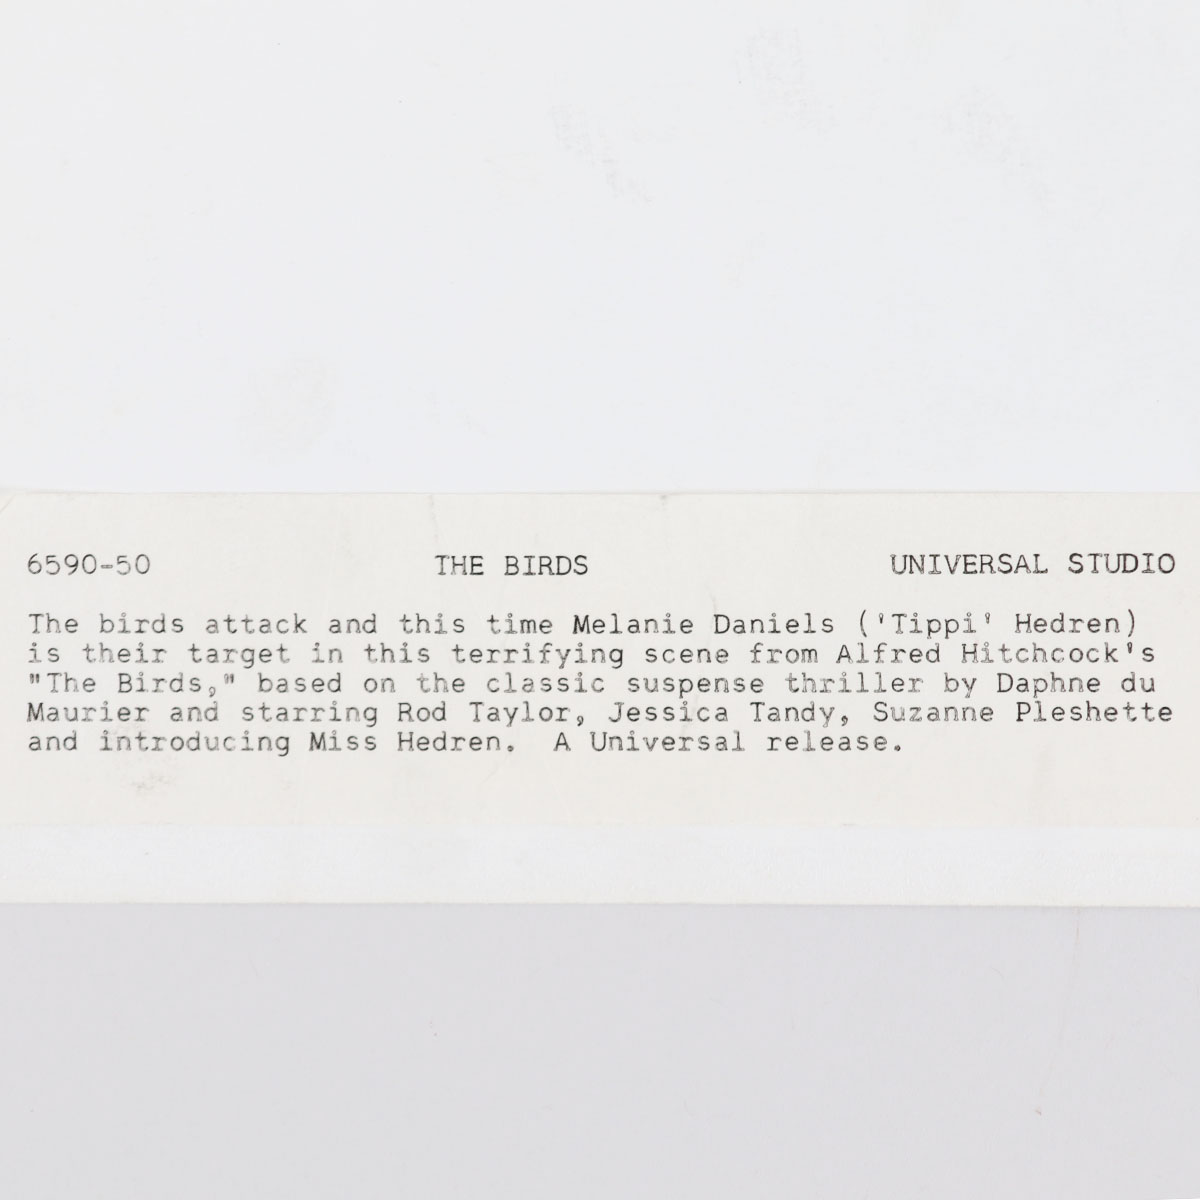 6590-50 THE BIRDS UNIVERSAL STUDIO
The birds attack and this time Melanie Daniels ('Tippi' Hedren)
is their target in this terrifying scene from Alfred Hitchcock's
"The Birds," based on the classic suspense thriller by Daphne du
Maurier and starring Rod Taylor, Jessica Tandy, Suzanne Pleshette
and introducing Miss Hedren.  A Universal release.